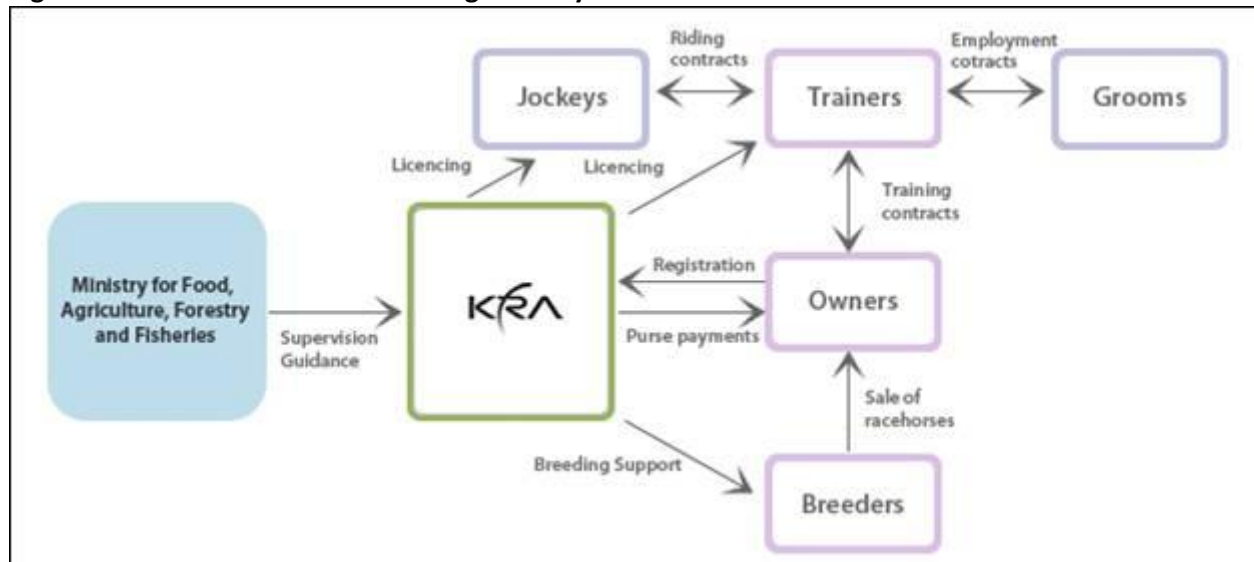 Riding
contracts
Employment
cotracts
Jockeys
Trainers
Grooms
Licencing
Licencing
Training
contracts
Ministry for Food,
Agriculture, Forestry
and Fisheries
Supervision
Guidance
KRA
Registration
Owners
Purse payments
Sale of
racehorses
Breeding Support
Breeders